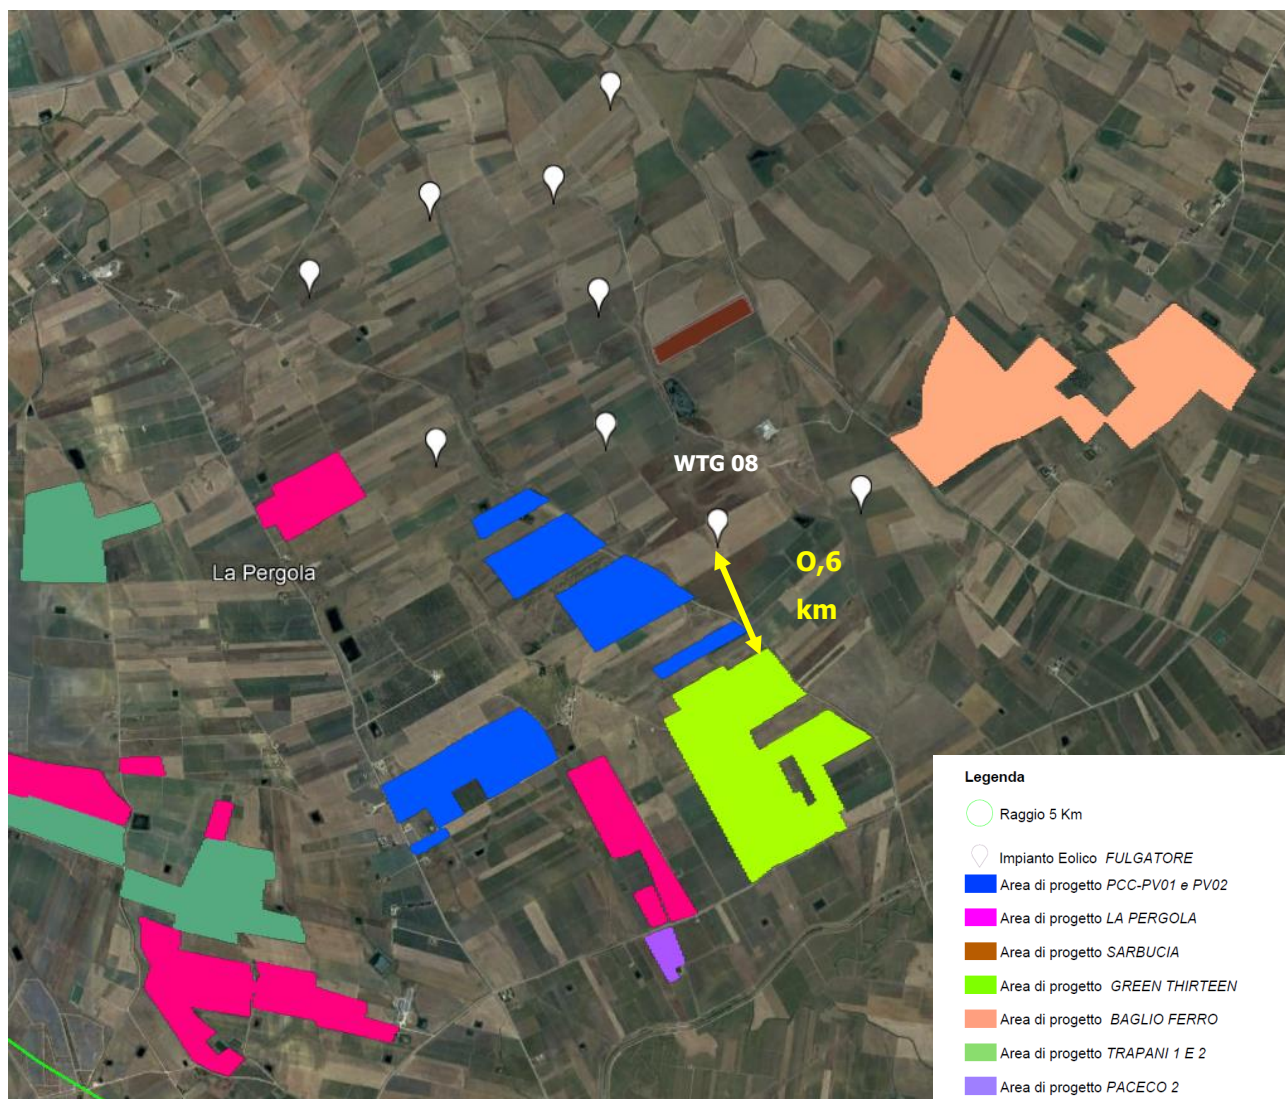 WTG 08
O,6
km
La Pergola
Legenda
Raggio 5 Km
Impianto Eolico FULGATORE
Area di progetto PCC-PV01 e PV02
Area di progetto LA PERGOLA
Area di progetto SARBUCIA
Area di progetto GREEN THIRTEEN
Area di progetto BAGLIO FERRO
Area di progetto TRAPANI 1 E 2
Area di progetto PACECO 2